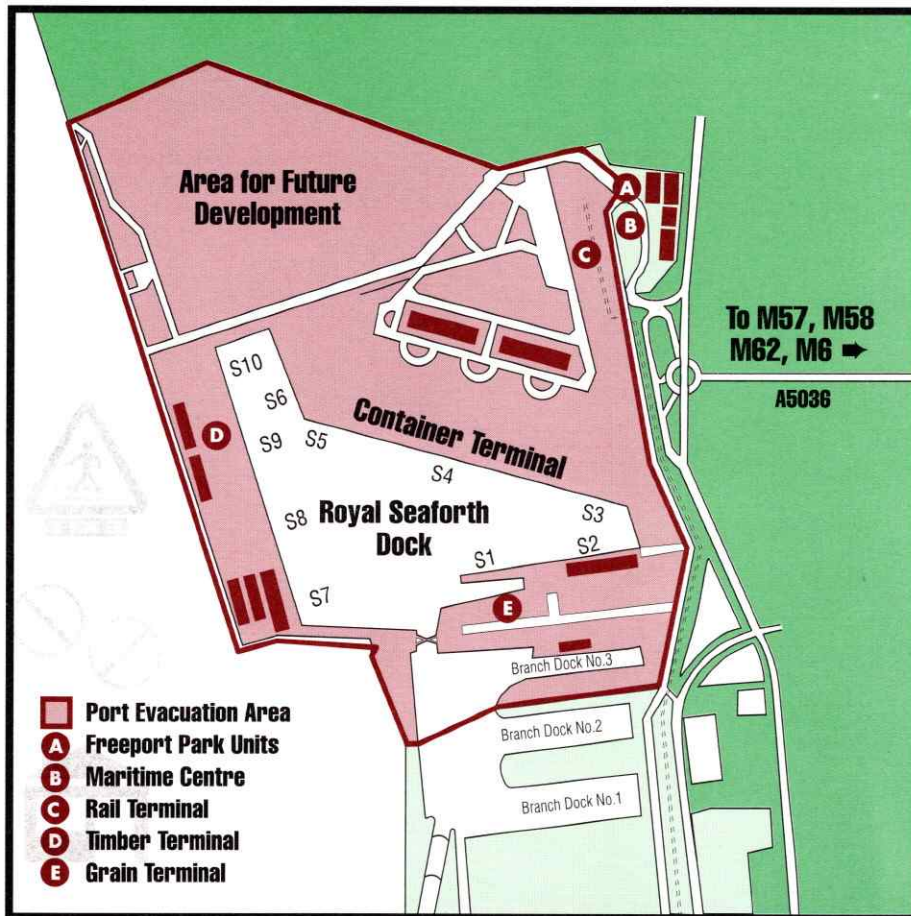 Area for Future
Development
A
B
C
To M57, M58
M62, M6 ➡
A5036
S10
S6
S9
S5
D
Container Terminal
S4
S8
Royal Seaforth
Dock
S3
S1
S2
S7
E
Branch Dock No.3
Branch Dock No.2
Branch Dock No.1
Port Evacuation Area
A Freeport Park Units
B Maritime Centre
C Rail Terminal
D Timber Terminal
E Grain Terminal